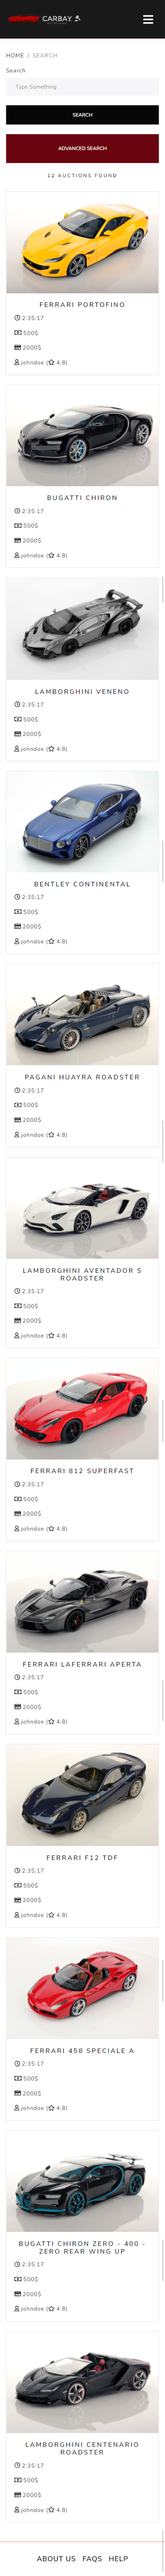 CARBAY
HOME / SEARCH
Search
Type Something
SEARCH
ADVANCED SEARCH
12 AUCTIONS FOUND
FERRARI PORTOFINO
2:35:17
500$
2000$
johndoe (4.8)
BUGATTI CHIRON
2:35:17
500$
2000$
johndoe (4.8)
LAMBORGHINI VENENO
2:35:17
500$
2000$
johndoe (4.8)
BENTLEY CONTINENTAL
2:35:17
500$
2000$
johndoe (4.8)
PAGANI HUAYRA ROADSTER
2:35:17
500$
2000$
johndoe (4.8)
LAMBORGHINI AVENTADOR S
ROADSTER
2:35:17
500$
2000$
johndoe (4.8)
FERRARI 812 SUPERFAST
2:35:17
500$
2000$
johndoe (4.8)
FERRARI LAFERRARI APERTA
2:35:17
500$
2000$
johndoe (4.8)
FERRARI F12 TDF
2:35:17
500$
2000$
johndoe (4.8)
FERRARI 458 SPECIALE A
2:35:17
500$
2000$
johndoe (4.8)
BUGATTI CHIRON ZERO - 400 -
ZERO REAR WING UP
2:35:17
500$
2000$
johndoe (4.8)
LAMBORGHINI CENTENARIO
ROADSTER
2:35:17
500$
2000$
johndoe (4.8)
ABOUT US FAQS HELP